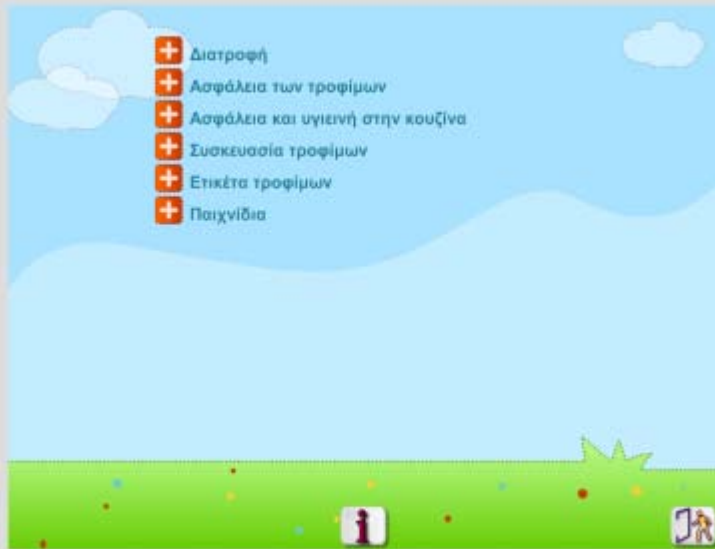 Διατροφή
Ασφάλεια των τροφίμων
Ασφάλεια και υγιεινή στην κουζίνα
Συσκευασία τροφίμων
Ετικέτα τροφίμων
Παιχνίδια